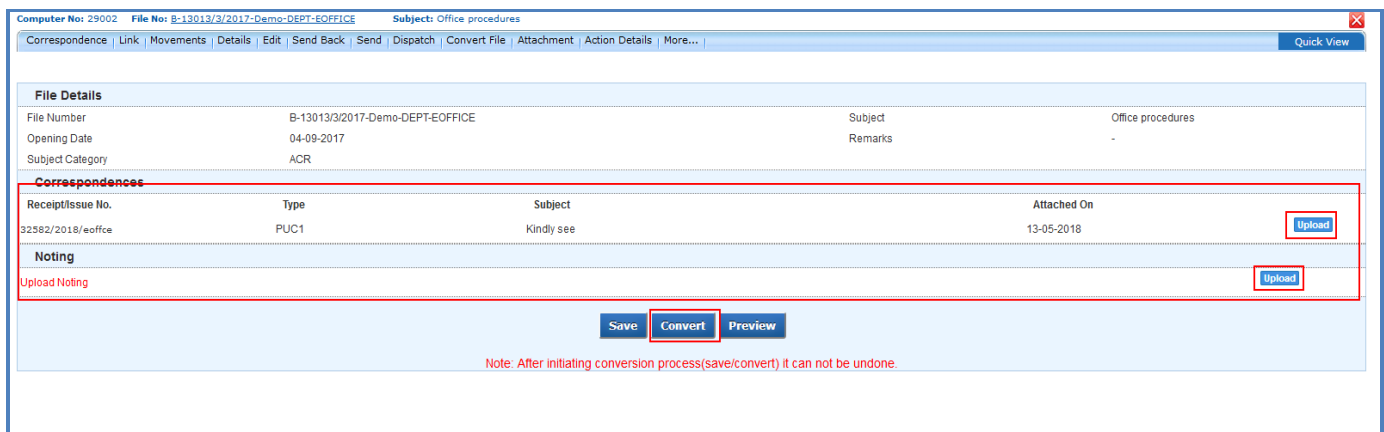 Computer No: 29002 File No: B-13013/3/2017-Demo-DEPT-EOFFICE Subject: Office procedures
Correspondence | Link | Movements | Details | Edit | Send Back | Send | Dispatch | Convert File | Attachment | Action Details | More... | Quick View
File Details
File Number B-13013/3/2017-Demo-DEPT-EOFFICE Subject Office procedures
Opening Date 04-09-2017 Remarks -
Subject Category ACR
Correspondences
Receipt/Issue No. Type Subject Attached On
32582/2018/eoffce PUC1 Kindly see 13-05-2018 Upload
Noting
Upload Noting Upload
Save Convert Preview
Note: After initiating conversion process(save/convert) it can not be undone.